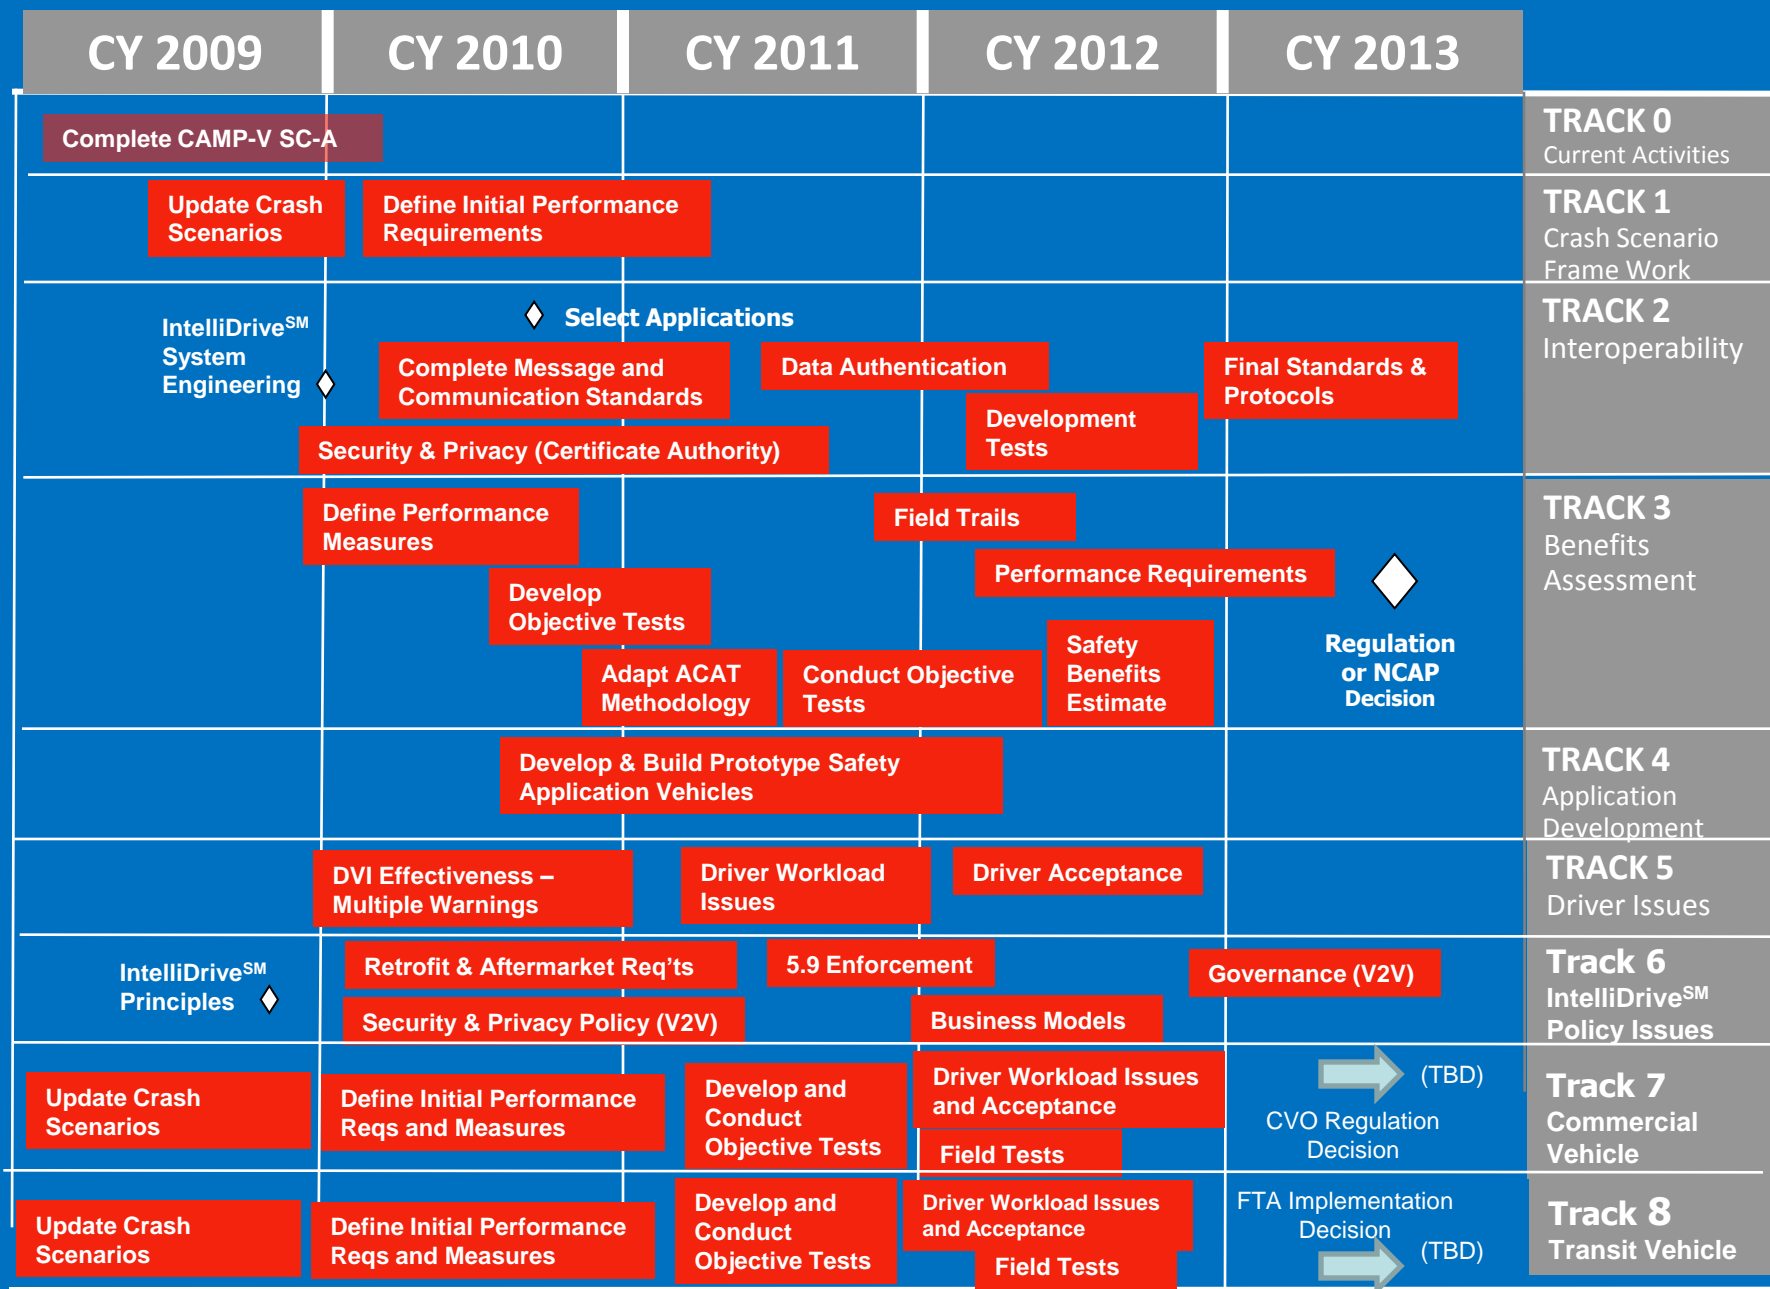 CY 2009 CY 2010 CY 2011 CY 2012 CY 2013
Complete CAMP-V SC-A
TRACK 0
Current Activities
Update Crash
Scenarios
Define Initial Performance
Requirements
TRACK 1
Crash Scenario
Frame Work
IntelliDriveSM
System
Engineering
Select Applications
Complete Message and
Communication Standards
Security & Privacy (Certificate Authority)
Data Authentication
Development
Tests
Final Standards &
Protocols
TRACK 2
Interoperability
Define Performance
Measures
Develop
Objective Tests
Adapt ACAT
Methodology
Field Trails
Performance Requirements
Conduct Objective
Tests
Safety
Benefits
Estimate
Regulation
or NCAP
Decision
TRACK 3
Benefits
Assessment
Develop & Build Prototype Safety
Application Vehicles
TRACK 4
Application
Development
DVI Effectiveness –
Multiple Warnings
Driver Workload
Issues
Driver Acceptance
TRACK 5
Driver Issues
IntelliDriveSM
Principles
Retrofit & Aftermarket Req'ts
Security & Privacy Policy (V2V)
5.9 Enforcement
Business Models
Governance (V2V)
Track 6
IntelliDriveSM
Policy Issues
Update Crash
Scenarios
Define Initial Performance
Reqs and Measures
Develop and
Conduct
Objective Tests
Driver Workload Issues
and Acceptance
Field Tests
(TBD)
CVO Regulation
Decision
Track 7
Commercial
Vehicle
Update Crash
Scenarios
Define Initial Performance
Reqs and Measures
Develop and
Conduct
Objective Tests
Driver Workload Issues
and Acceptance
Field Tests
FTA Implementation
Decision
(TBD)
Track 8
Transit Vehicle